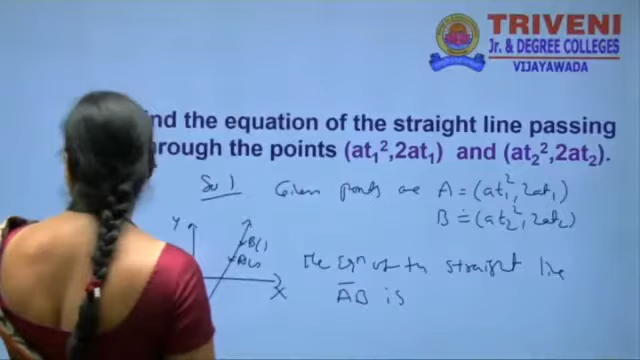 TRIVENI
Jr. & DEGREE COLLEGES
VIJAYAWADA
ind the equation of the straight line passing
rough the points (at₁²,2at₁) and (at₂²,2at₂).
Sol Given points are A = (at₁², 2at₁)
B = (at₂², 2at₂)
Y
B( )
A( )
X
The Eqn of the straight line
AB is